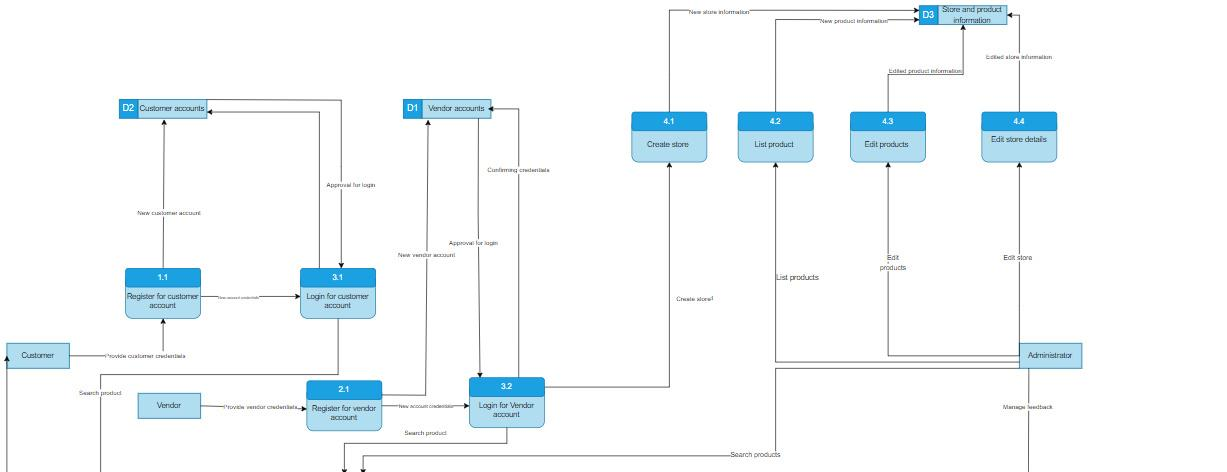 New store information
D3
Store and product
information
New product information
Edited store information
Edited product information
D2
Customer accounts
D1
Vendor accounts
4.1
Create store
4.2
List product
4.3
Edit products
4.4
Edit store details
Confirming credentials
Approval for login
New customer account
Approval for login
New vendor account
Edit
products
Edit store
List products
1.1
Register for customer
account
New account credentials
3.1
Login for customer
account
Create store
Customer
Provide customer credentials
Administrator
Search product
2.1
Register for vendor
account
3.2
Login for Vendor
account
Vendor
Provide vendor credentials
New account credentials
Manage feedback
Search product
Search products